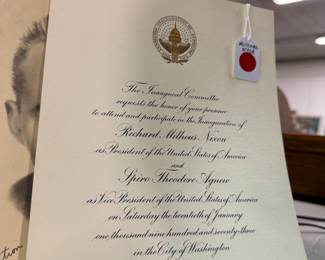 The Inaugural Committee
requests the honor of your presence
to attend and participate in the Inauguration of
Richard Milhous Nixon
as President of the United States of America
and
Spiro Theodore Agnew
as Vice President of the United States of America
on Saturday the twentieth of January
one thousand nine hundred and seventy-three
in the City of Washington